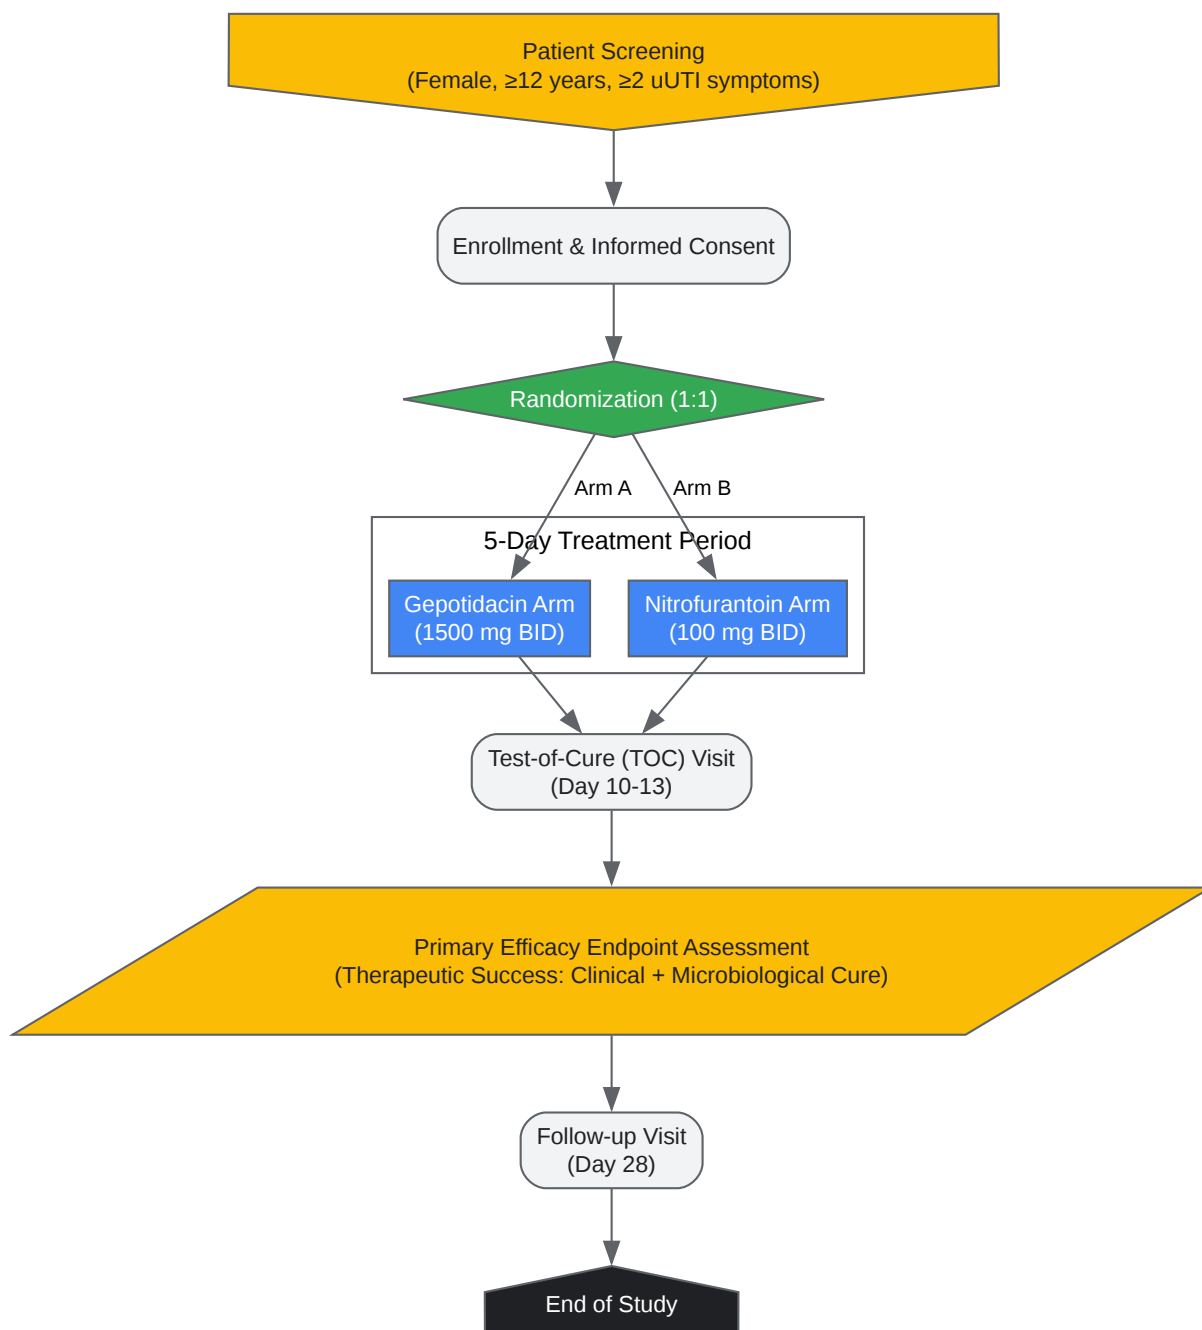 Patient Screening
(Female, ≥12 years, ≥2 uUTI symptoms)
Enrollment & Informed Consent
Randomization (1:1)
Arm A
Arm B
5-Day Treatment Period
Gepotidacin Arm
(1500 mg BID)
Nitrofurantoin Arm
(100 mg BID)
Test-of-Cure (TOC) Visit
(Day 10-13)
Primary Efficacy Endpoint Assessment
(Therapeutic Success: Clinical + Microbiological Cure)
Follow-up Visit
(Day 28)
End of Study